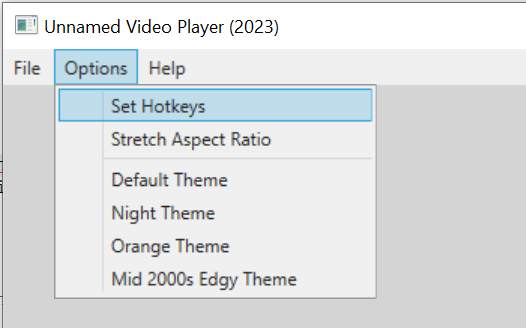 Unnamed Video Player (2023)
File Options Help
Set Hotkeys
Stretch Aspect Ratio
Default Theme
Night Theme
Orange Theme
Mid 2000s Edgy Theme